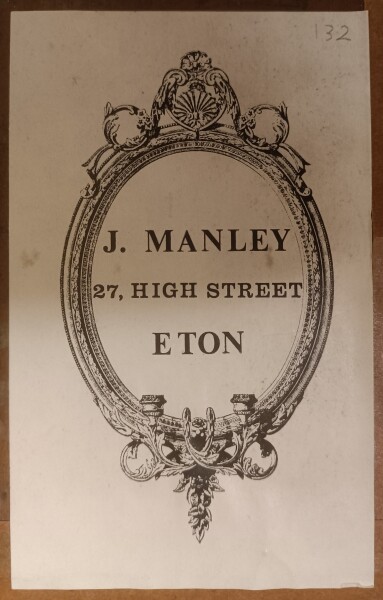 132
J. MANLEY
27, HIGH STREET
ETON